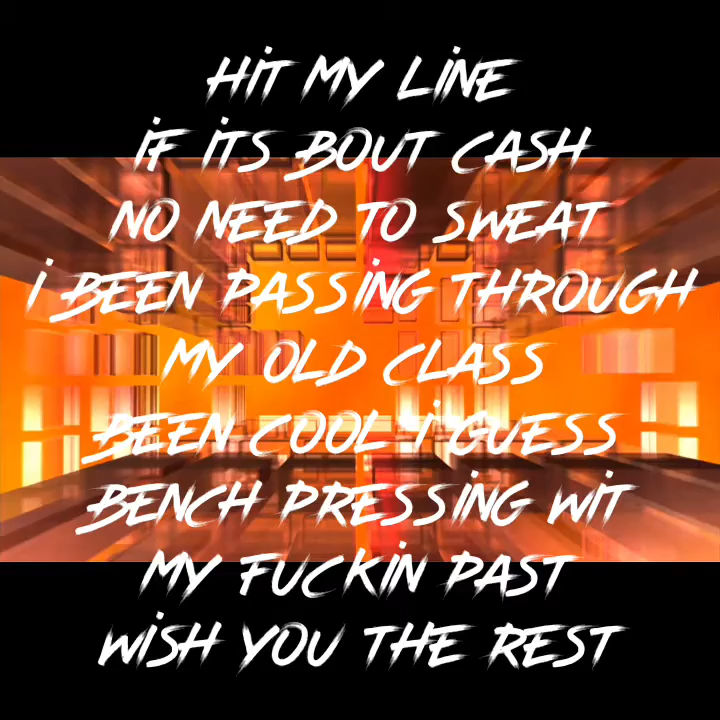 HiT MY LiNE
iF iTS BOUT CASH
NO NEED TO SWEAT
i BEEN PASSiNG THROUGH
MY OLD CLASS
BEEN COOL i GUESS
BENCH PRESSiNG WiT
MY FUCKiN PAST
WiSH YOU THE REST